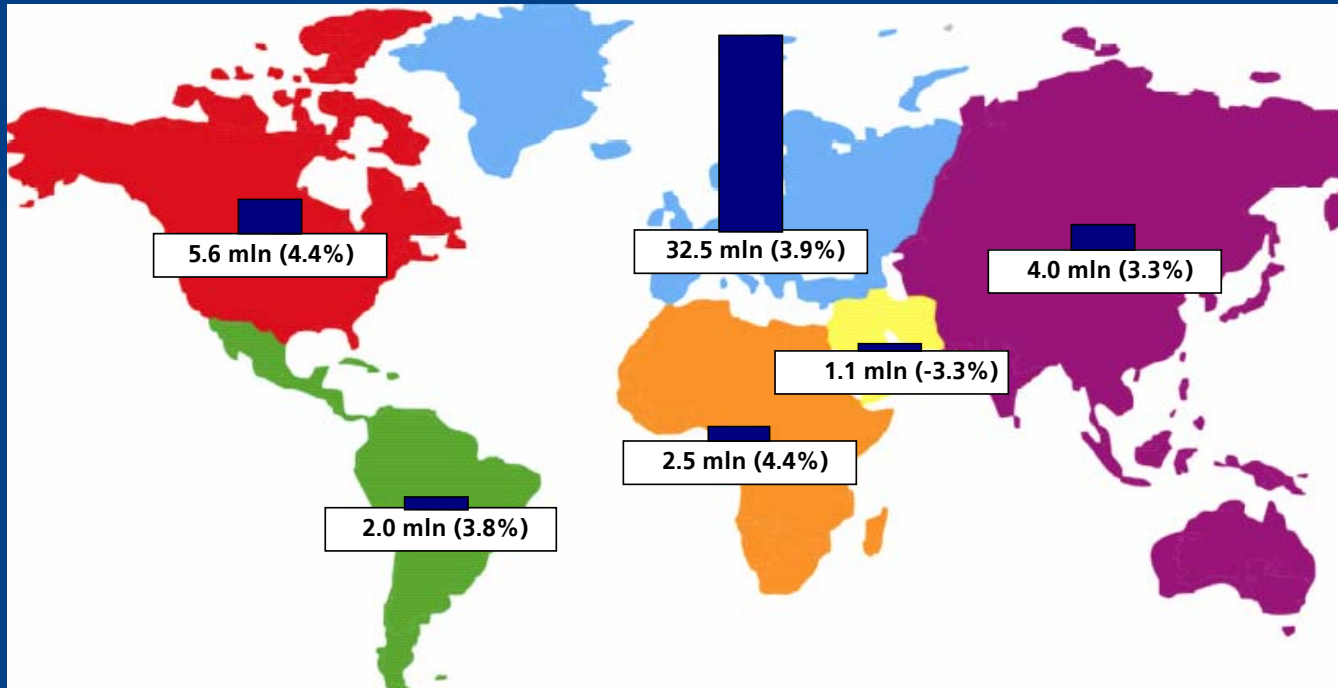 5.6 mln (4.4%)
32.5 mln (3.9%)
4.0 mln (3.3%)
1.1 mln (-3.3%)
2.5 mln (4.4%)
2.0 mln (3.8%)